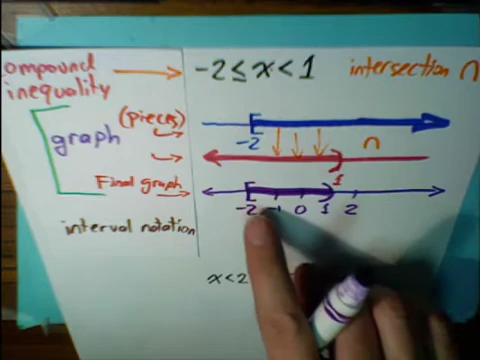 ompound → -2 ≤ x < 1 intersection ∩
inequality
(pieces) [
graph -2 ∩
) 1
Final graph [ )
-2 -1 0 1 2
interval notation
x < 2